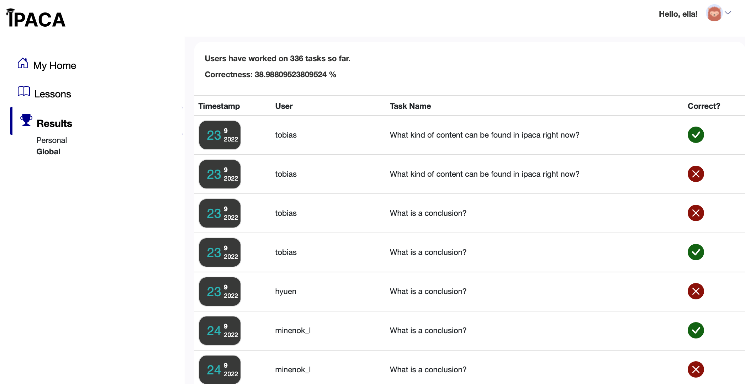 IPACA
Hello, ella!
My Home
Lessons
Results
Personal
Global
Users have worked on 336 tasks so far.
Correctness: 38.98809523809524 %
Timestamp User Task Name Correct?
23 9 2022 tobias What kind of content can be found in ipaca right now?
23 9 2022 tobias What kind of content can be found in ipaca right now?
23 9 2022 tobias What is a conclusion?
23 9 2022 tobias What is a conclusion?
23 9 2022 hyuen What is a conclusion?
24 9 2022 minenok_l What is a conclusion?
24 9 2022 minenok_l What is a conclusion?